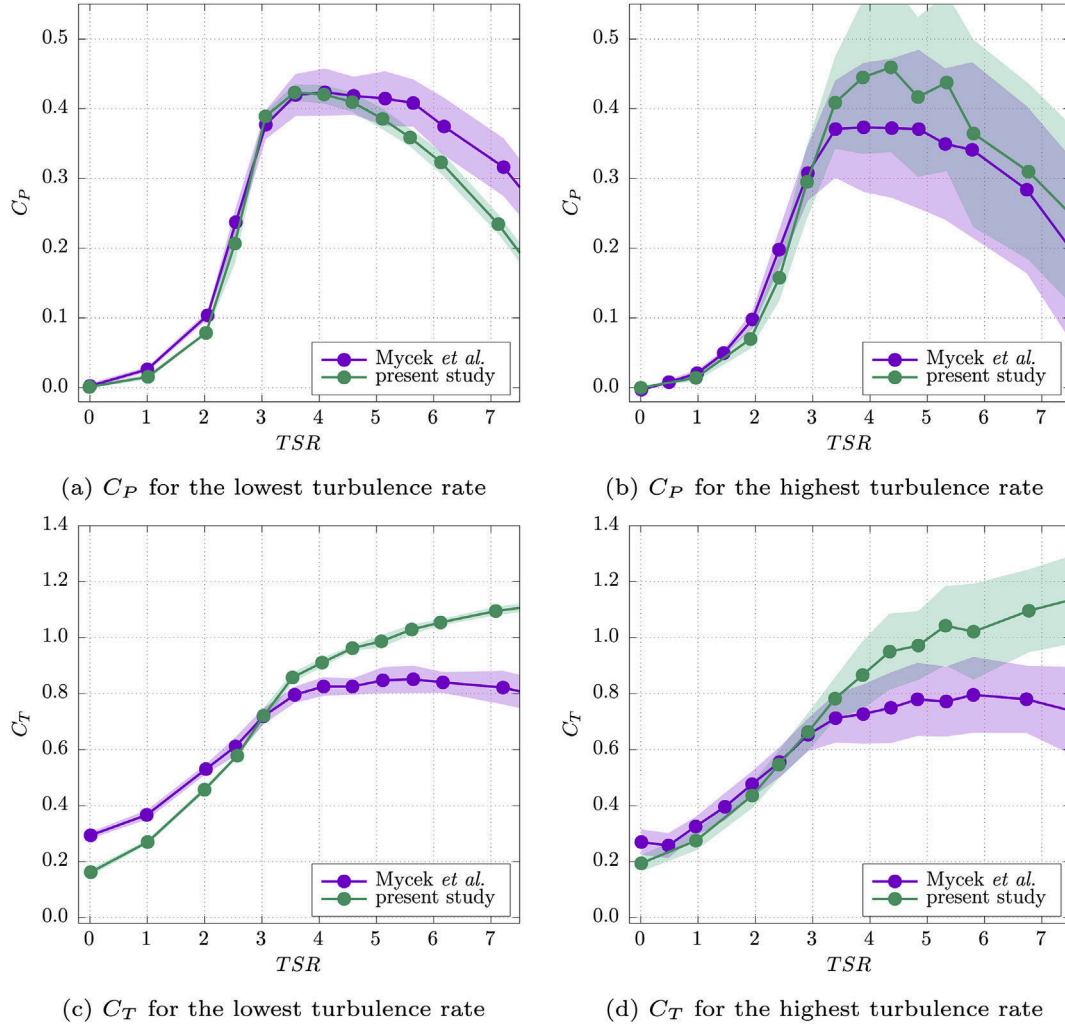 0.5
0.4
0.3
0.2
0.1
0.0
C_P
0 1 2 3 4 5 6 7
TSR
Mycek et al.
present study
(a) C_P for the lowest turbulence rate
0.5
0.4
0.3
0.2
0.1
0.0
C_P
0 1 2 3 4 5 6 7
TSR
Mycek et al.
present study
(b) C_P for the highest turbulence rate
1.4
1.2
1.0
0.8
0.6
0.4
0.2
0.0
C_T
0 1 2 3 4 5 6 7
TSR
Mycek et al.
present study
(c) C_T for the lowest turbulence rate
1.4
1.2
1.0
0.8
0.6
0.4
0.2
0.0
C_T
0 1 2 3 4 5 6 7
TSR
Mycek et al.
present study
(d) C_T for the highest turbulence rate